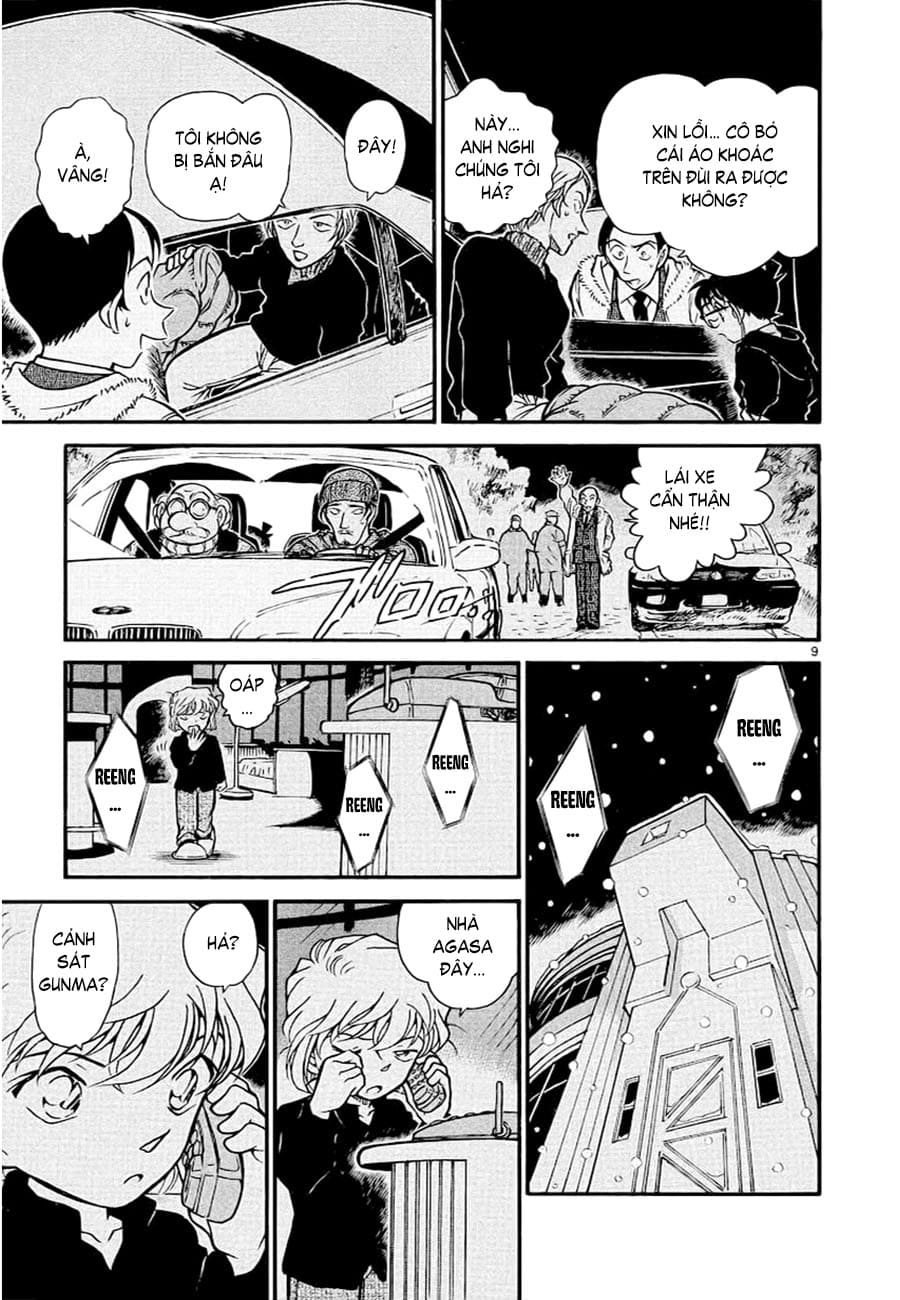 XIN LỖI... CÔ BỎ
CÁI ÁO KHOÁC
TRÊN ĐÙI RA ĐƯỢC
KHÔNG?
NÀY...
ANH NGHI
CHÚNG TÔI
HẢ?
ĐÂY!
TÔI KHÔNG
BỊ BẮN ĐÂU
Ạ!
À,
VÂNG!
LÁI XE
CẨN THẬN
NHÉ!!
9
REENG
...
REENG
...
REENG
...
REENG
...
OÁP
...
REENG
...
NHÀ
AGASA
ĐÂY...
HẢ?
CẢNH
SÁT
GUNMA?